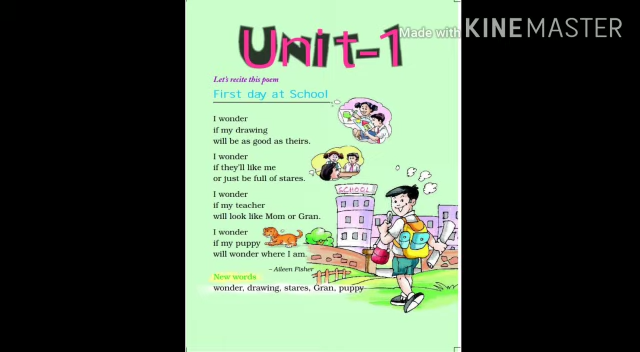 Unit-1
Made with KINEMASTER
Let's recite this poem
First day at School
I wonder
if my drawing
will be as good as theirs.
I wonder
if they'll like me
or just be full of stares.
SCHOOL
I wonder
if my teacher
will look like Mom or Gran.
I wonder
if my puppy
will wonder where I am.
– Aileen Fisher
New words
wonder, drawing, stares, Gran, puppy